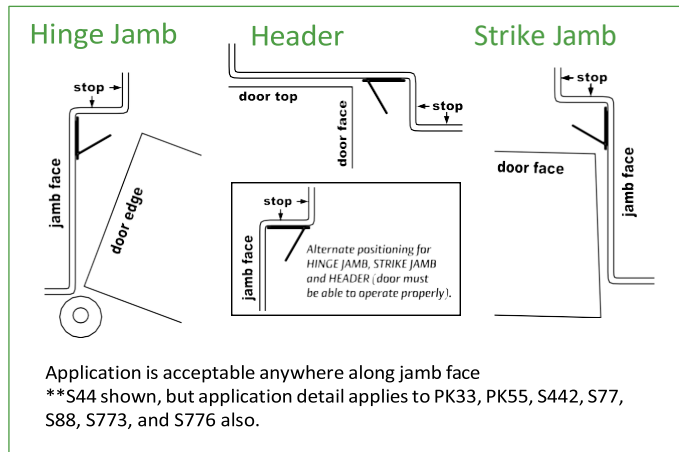 Hinge Jamb
Header
Strike Jamb
stop
jamb face
door edge
door top
door face
stop
stop
door face
jamb face
stop
jamb face
Alternate positioning for
HINGE JAMB, STRIKE JAMB
and HEADER (door must
be able to operate properly).
Application is acceptable anywhere along jamb face
**S44 shown, but application detail applies to PK33, PK55, S442, S77,
S88, S773, and S776 also.